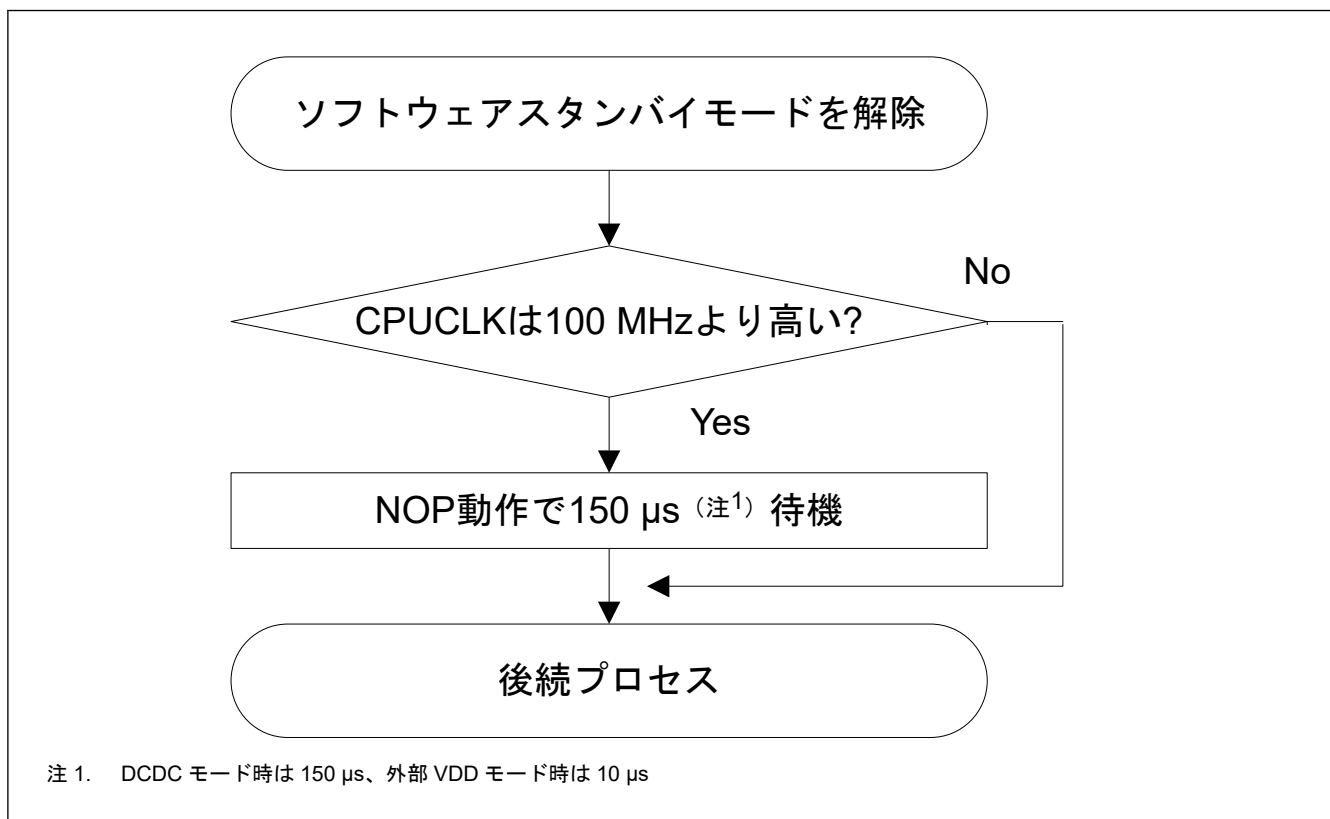 ソフトウェアスタンバイモードを解除
No
CPUCLKは100 MHzより高い?
Yes
NOP動作で150 µs（注1）待機
後続プロセス
注 1. DCDC モード時は 150 µs、外部 VDD モード時は 10 µs